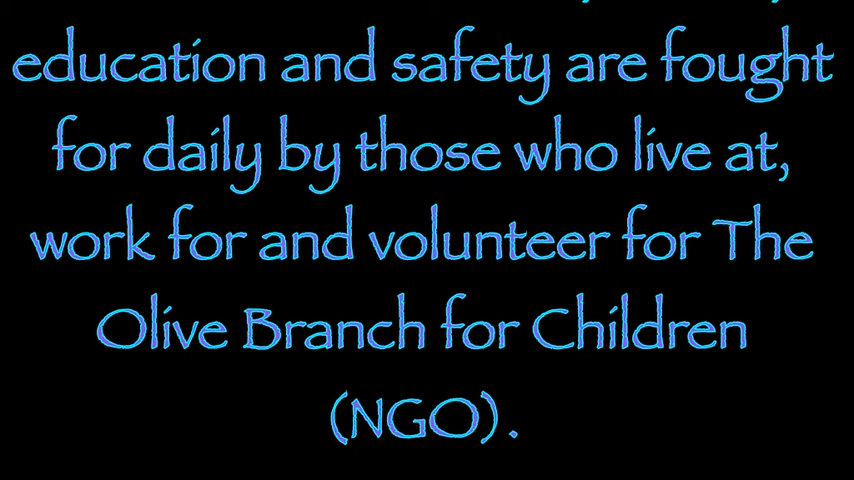 education and safety are fought
for daily by those who live at,
work for and volunteer for The
Olive Branch for Children
(NGO) .